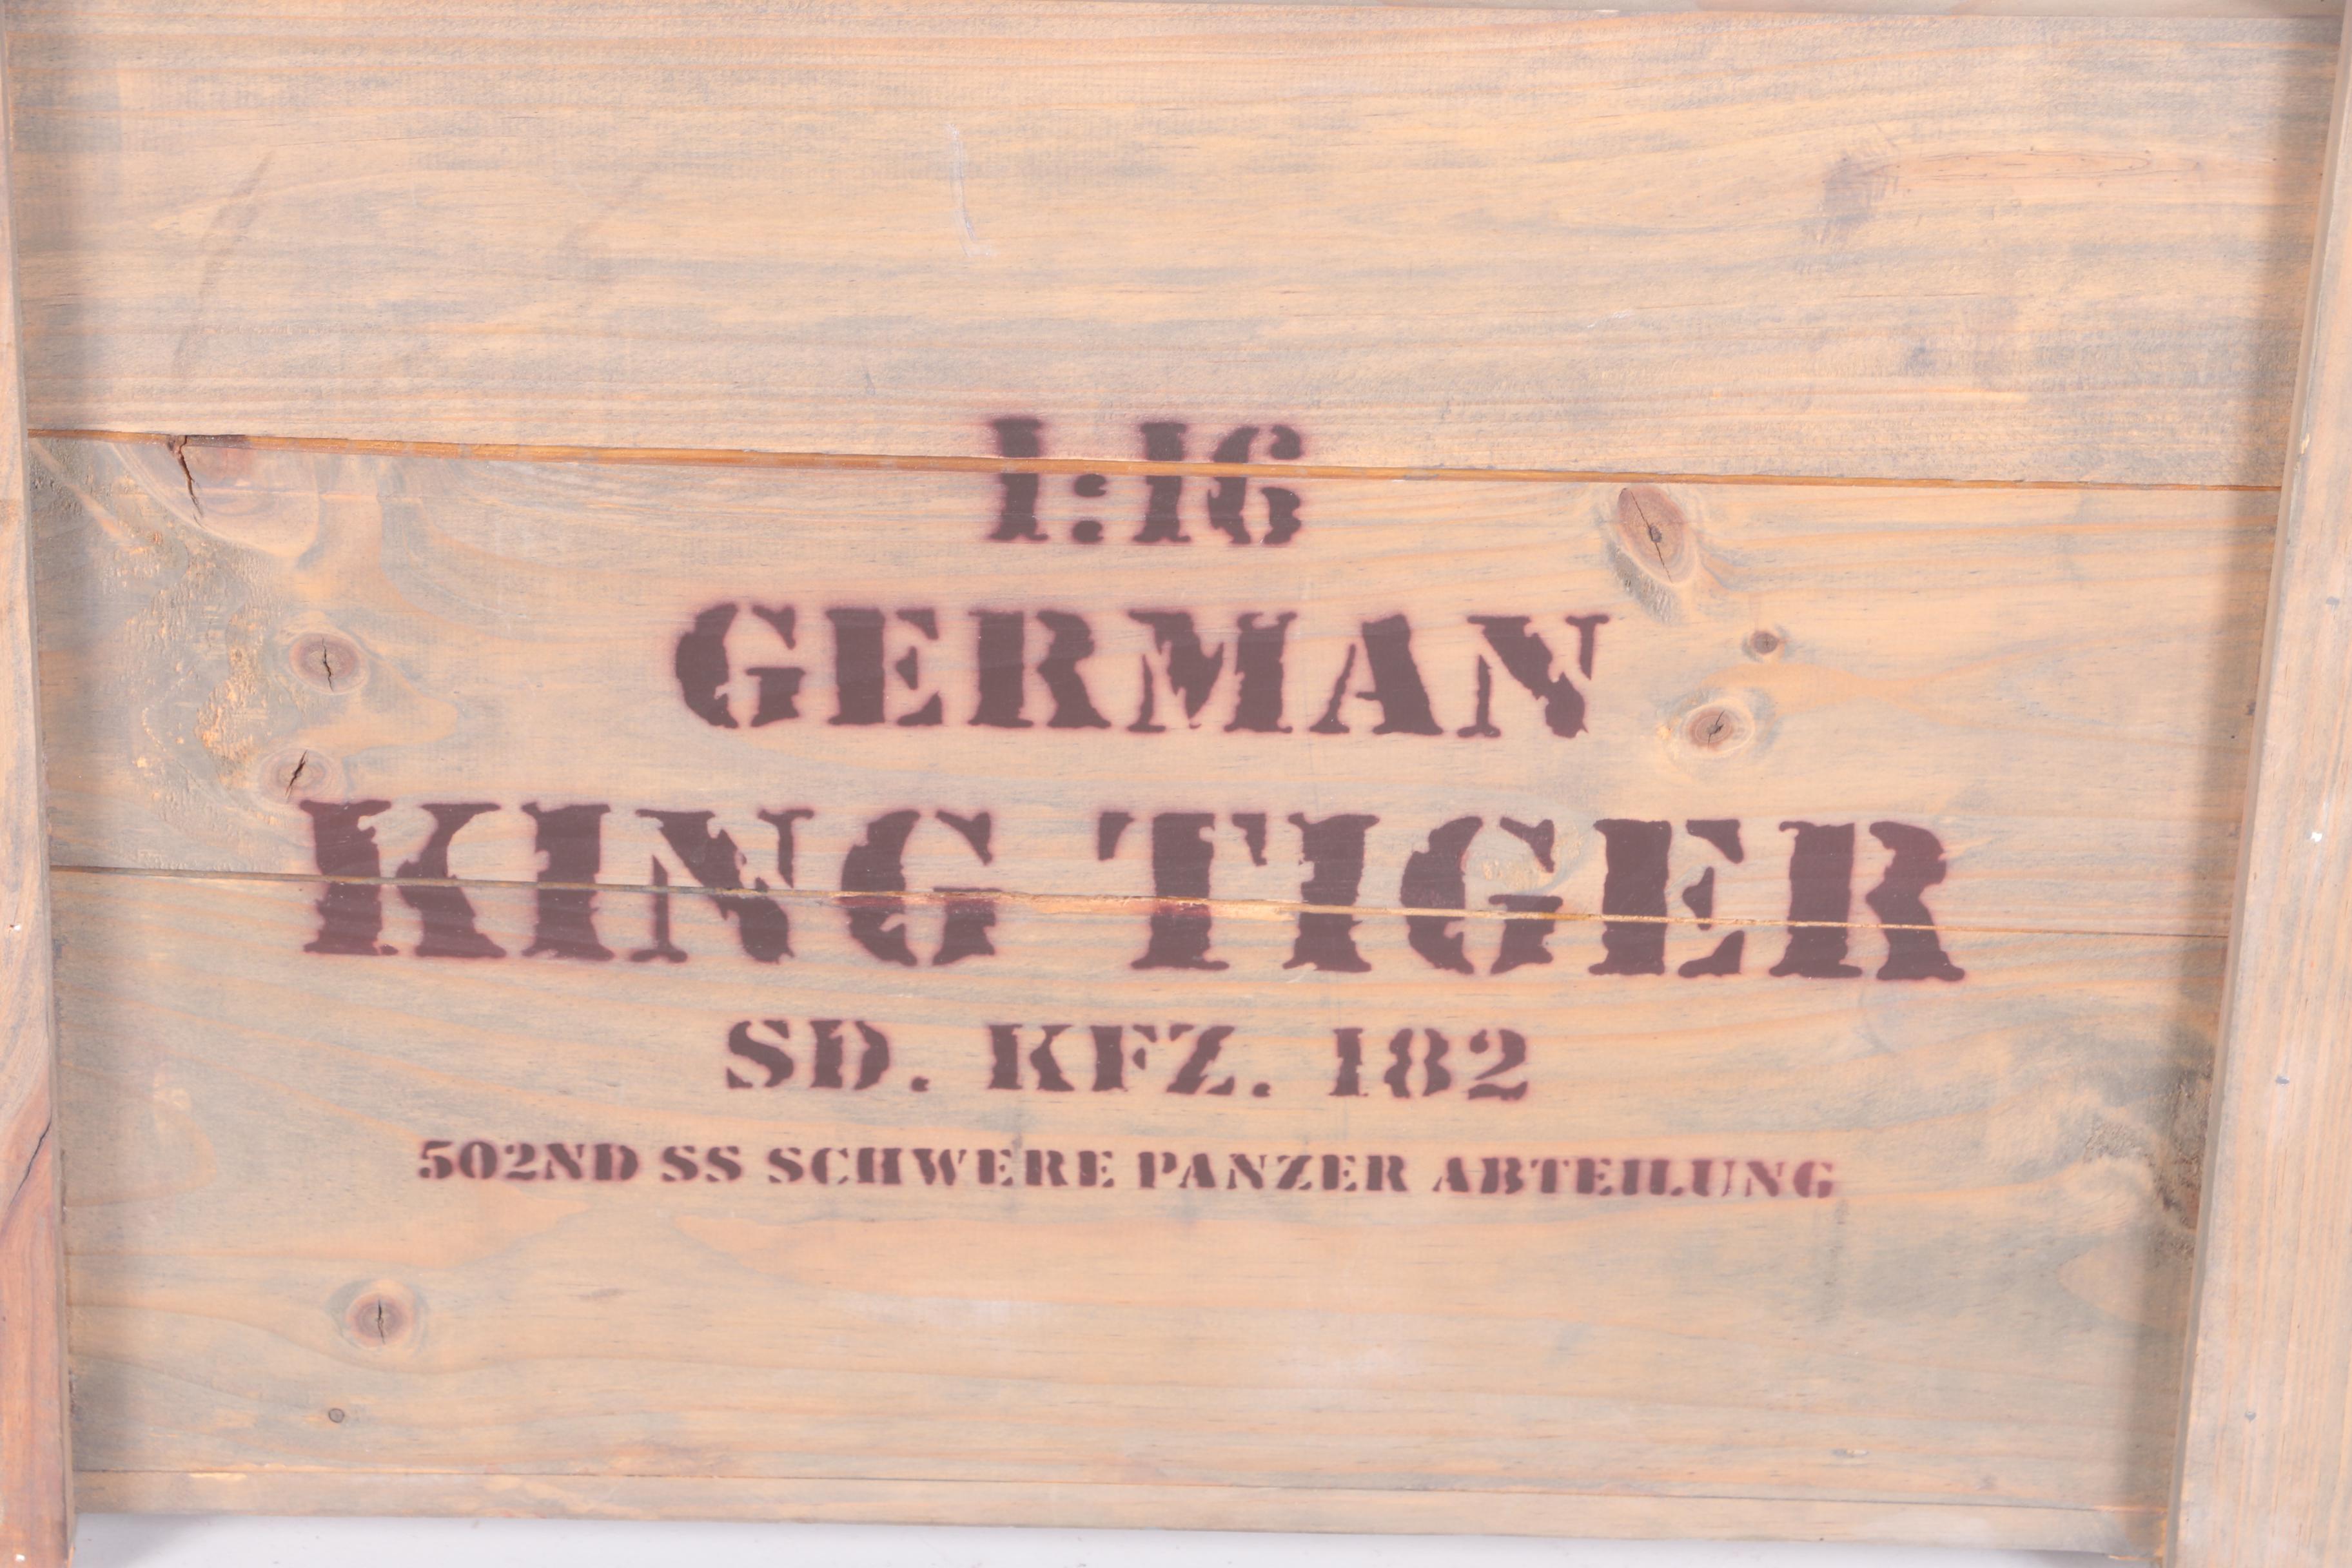 1:16
GERMAN
KING TIGER
SD. KFZ. 182
502ND SS SCHWERE PANZER ABTEILUNG